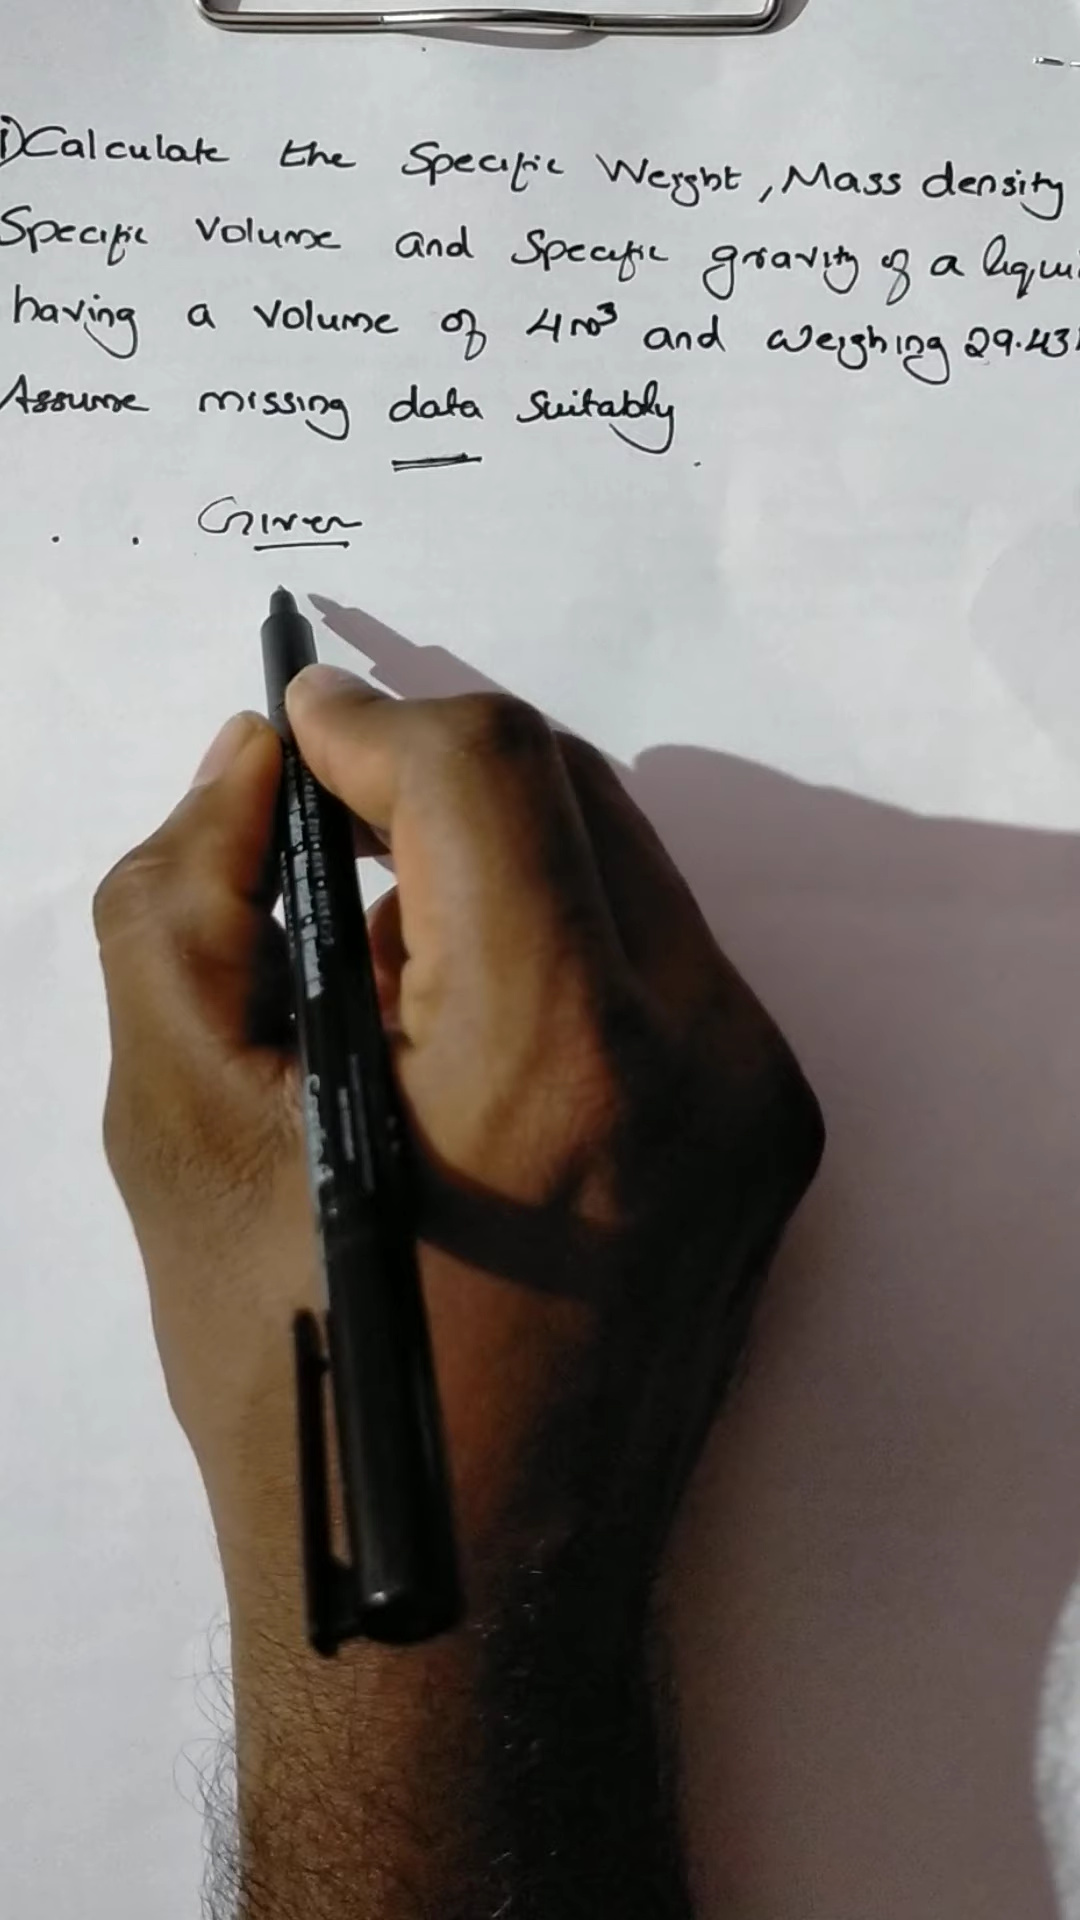 i) Calculate the Specific Weight, Mass density
Specific Volume and Specific gravity of a liqui
having a Volume of 4m³ and weighing 29.43
Assume missing data suitably
Given